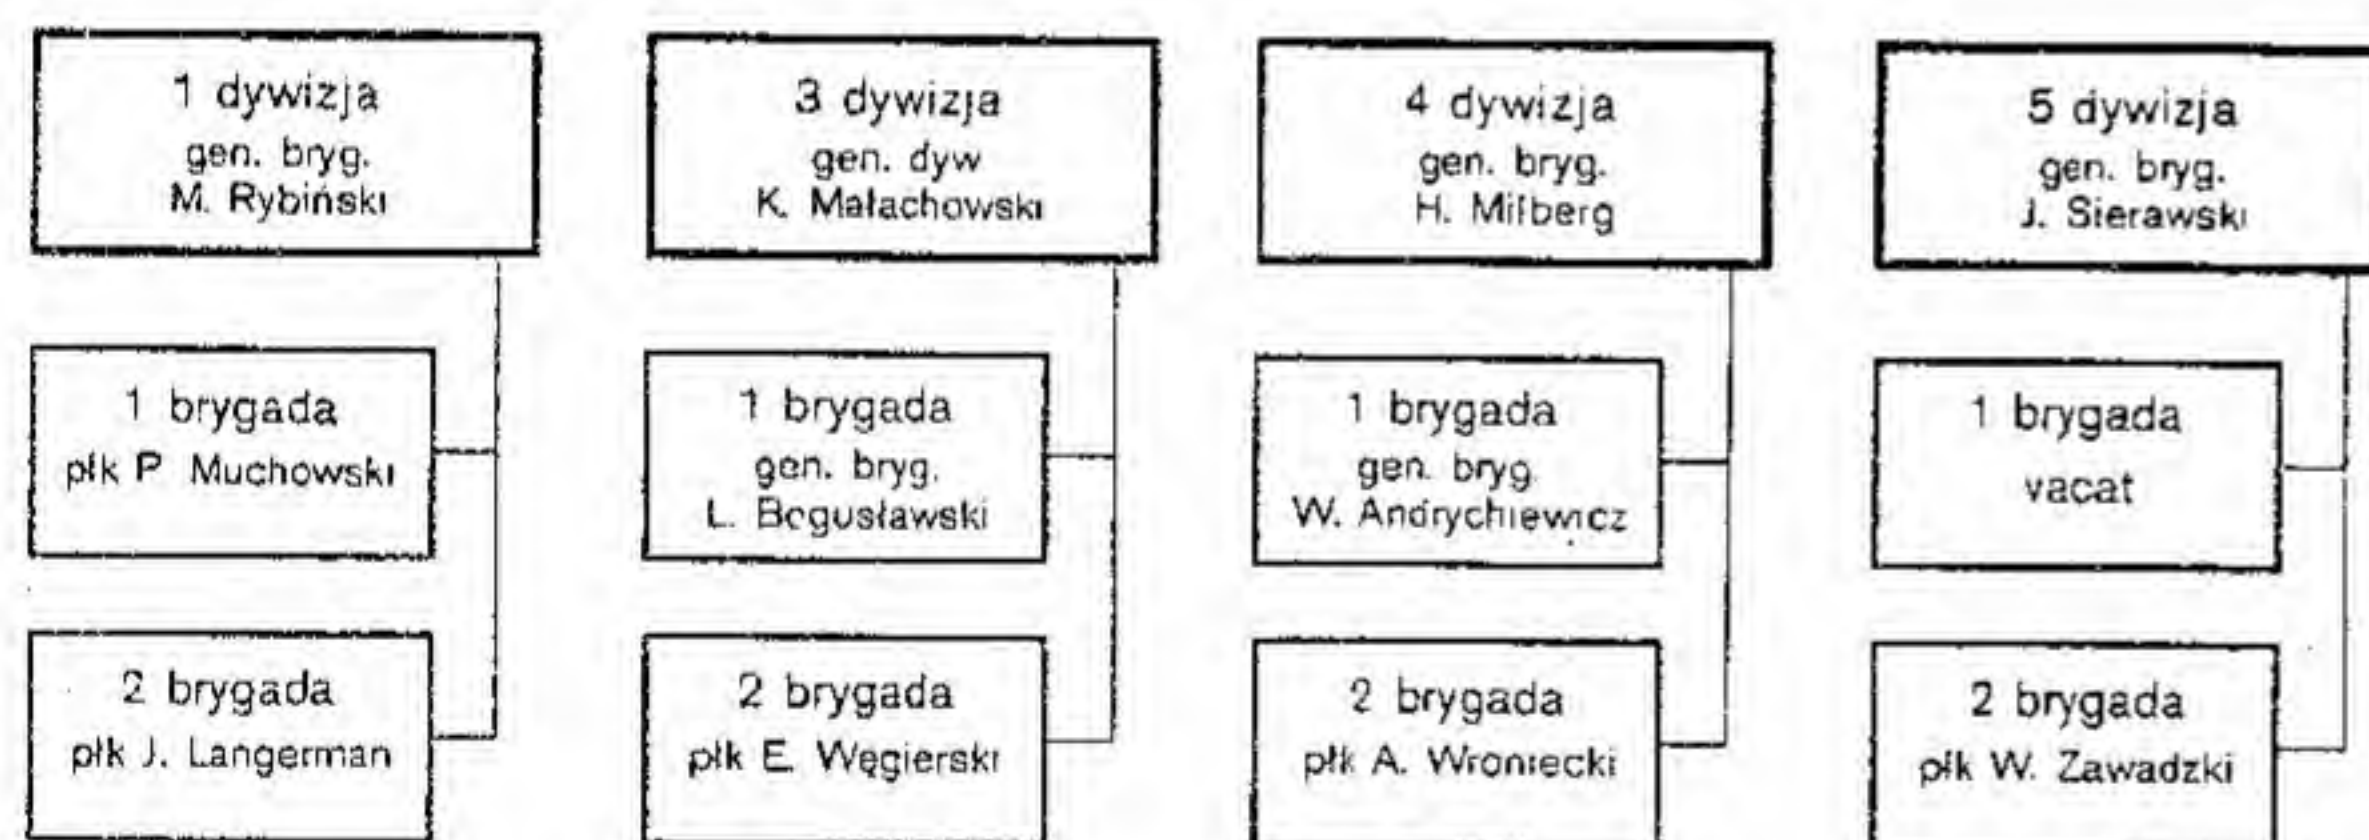 1 dywizja
gen. bryg.
M. Rybiński
3 dywizja
gen. dyw
K. Małachowski
4 dywizja
gen. bryg.
H. Milberg
5 dywizja
gen. bryg.
J. Sierawski
1 brygada
płk P. Muchowski
1 brygada
gen. bryg.
L. Bogusławski
1 brygada
gen. bryg.
W. Andrychiewicz
1 brygada
vacat
2 brygada
płk J. Langerman
2 brygada
płk E. Węgierski
2 brygada
płk A. Wroniecki
2 brygada
płk W. Zawadzki